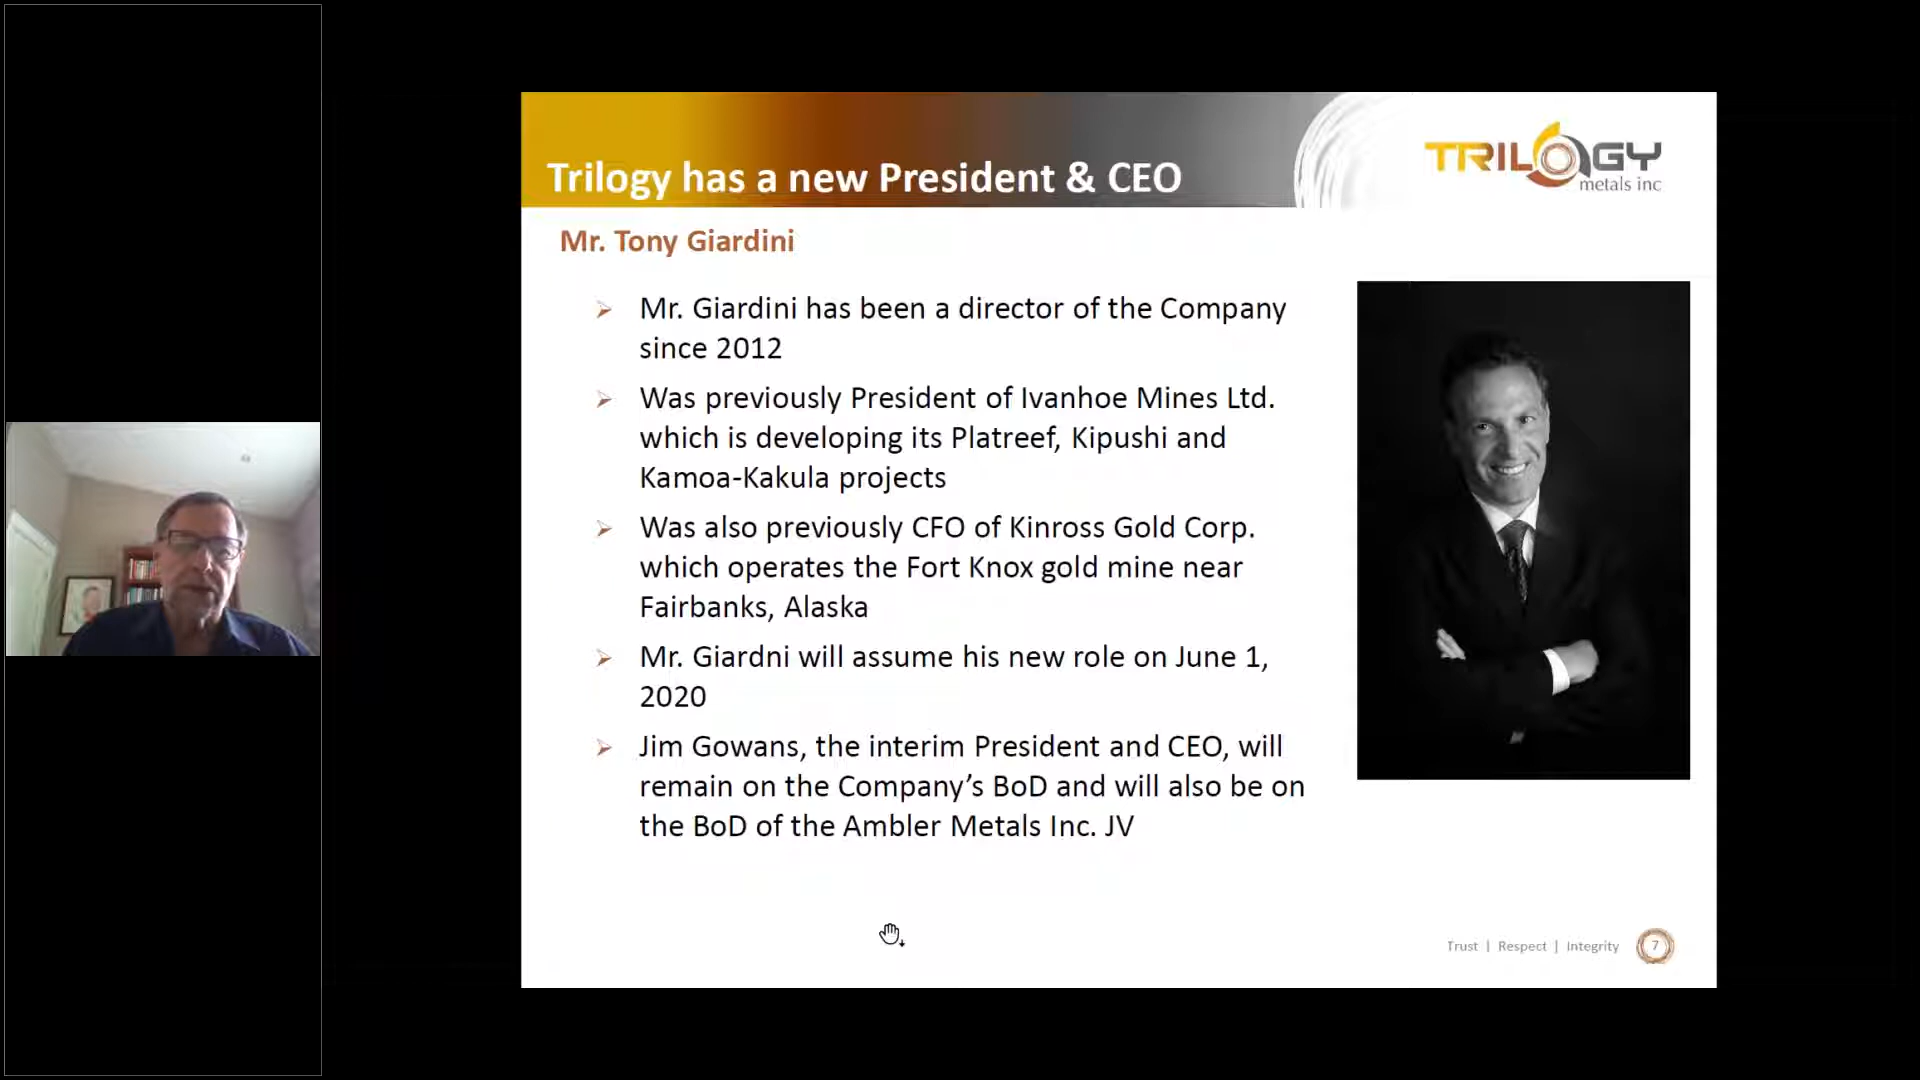 Trilogy has a new President & CEO
TRILOGY
metals inc
Mr. Tony Giardini
Mr. Giardini has been a director of the Company
since 2012
Was previously President of Ivanhoe Mines Ltd.
which is developing its Platreef, Kipushi and
Kamoa-Kakula projects
Was also previously CFO of Kinross Gold Corp.
which operates the Fort Knox gold mine near
Fairbanks, Alaska
Mr. Giardni will assume his new role on June 1,
2020
Jim Gowans, the interim President and CEO, will
remain on the Company’s BoD and will also be on
the BoD of the Ambler Metals Inc. JV
Trust | Respect | Integrity 7